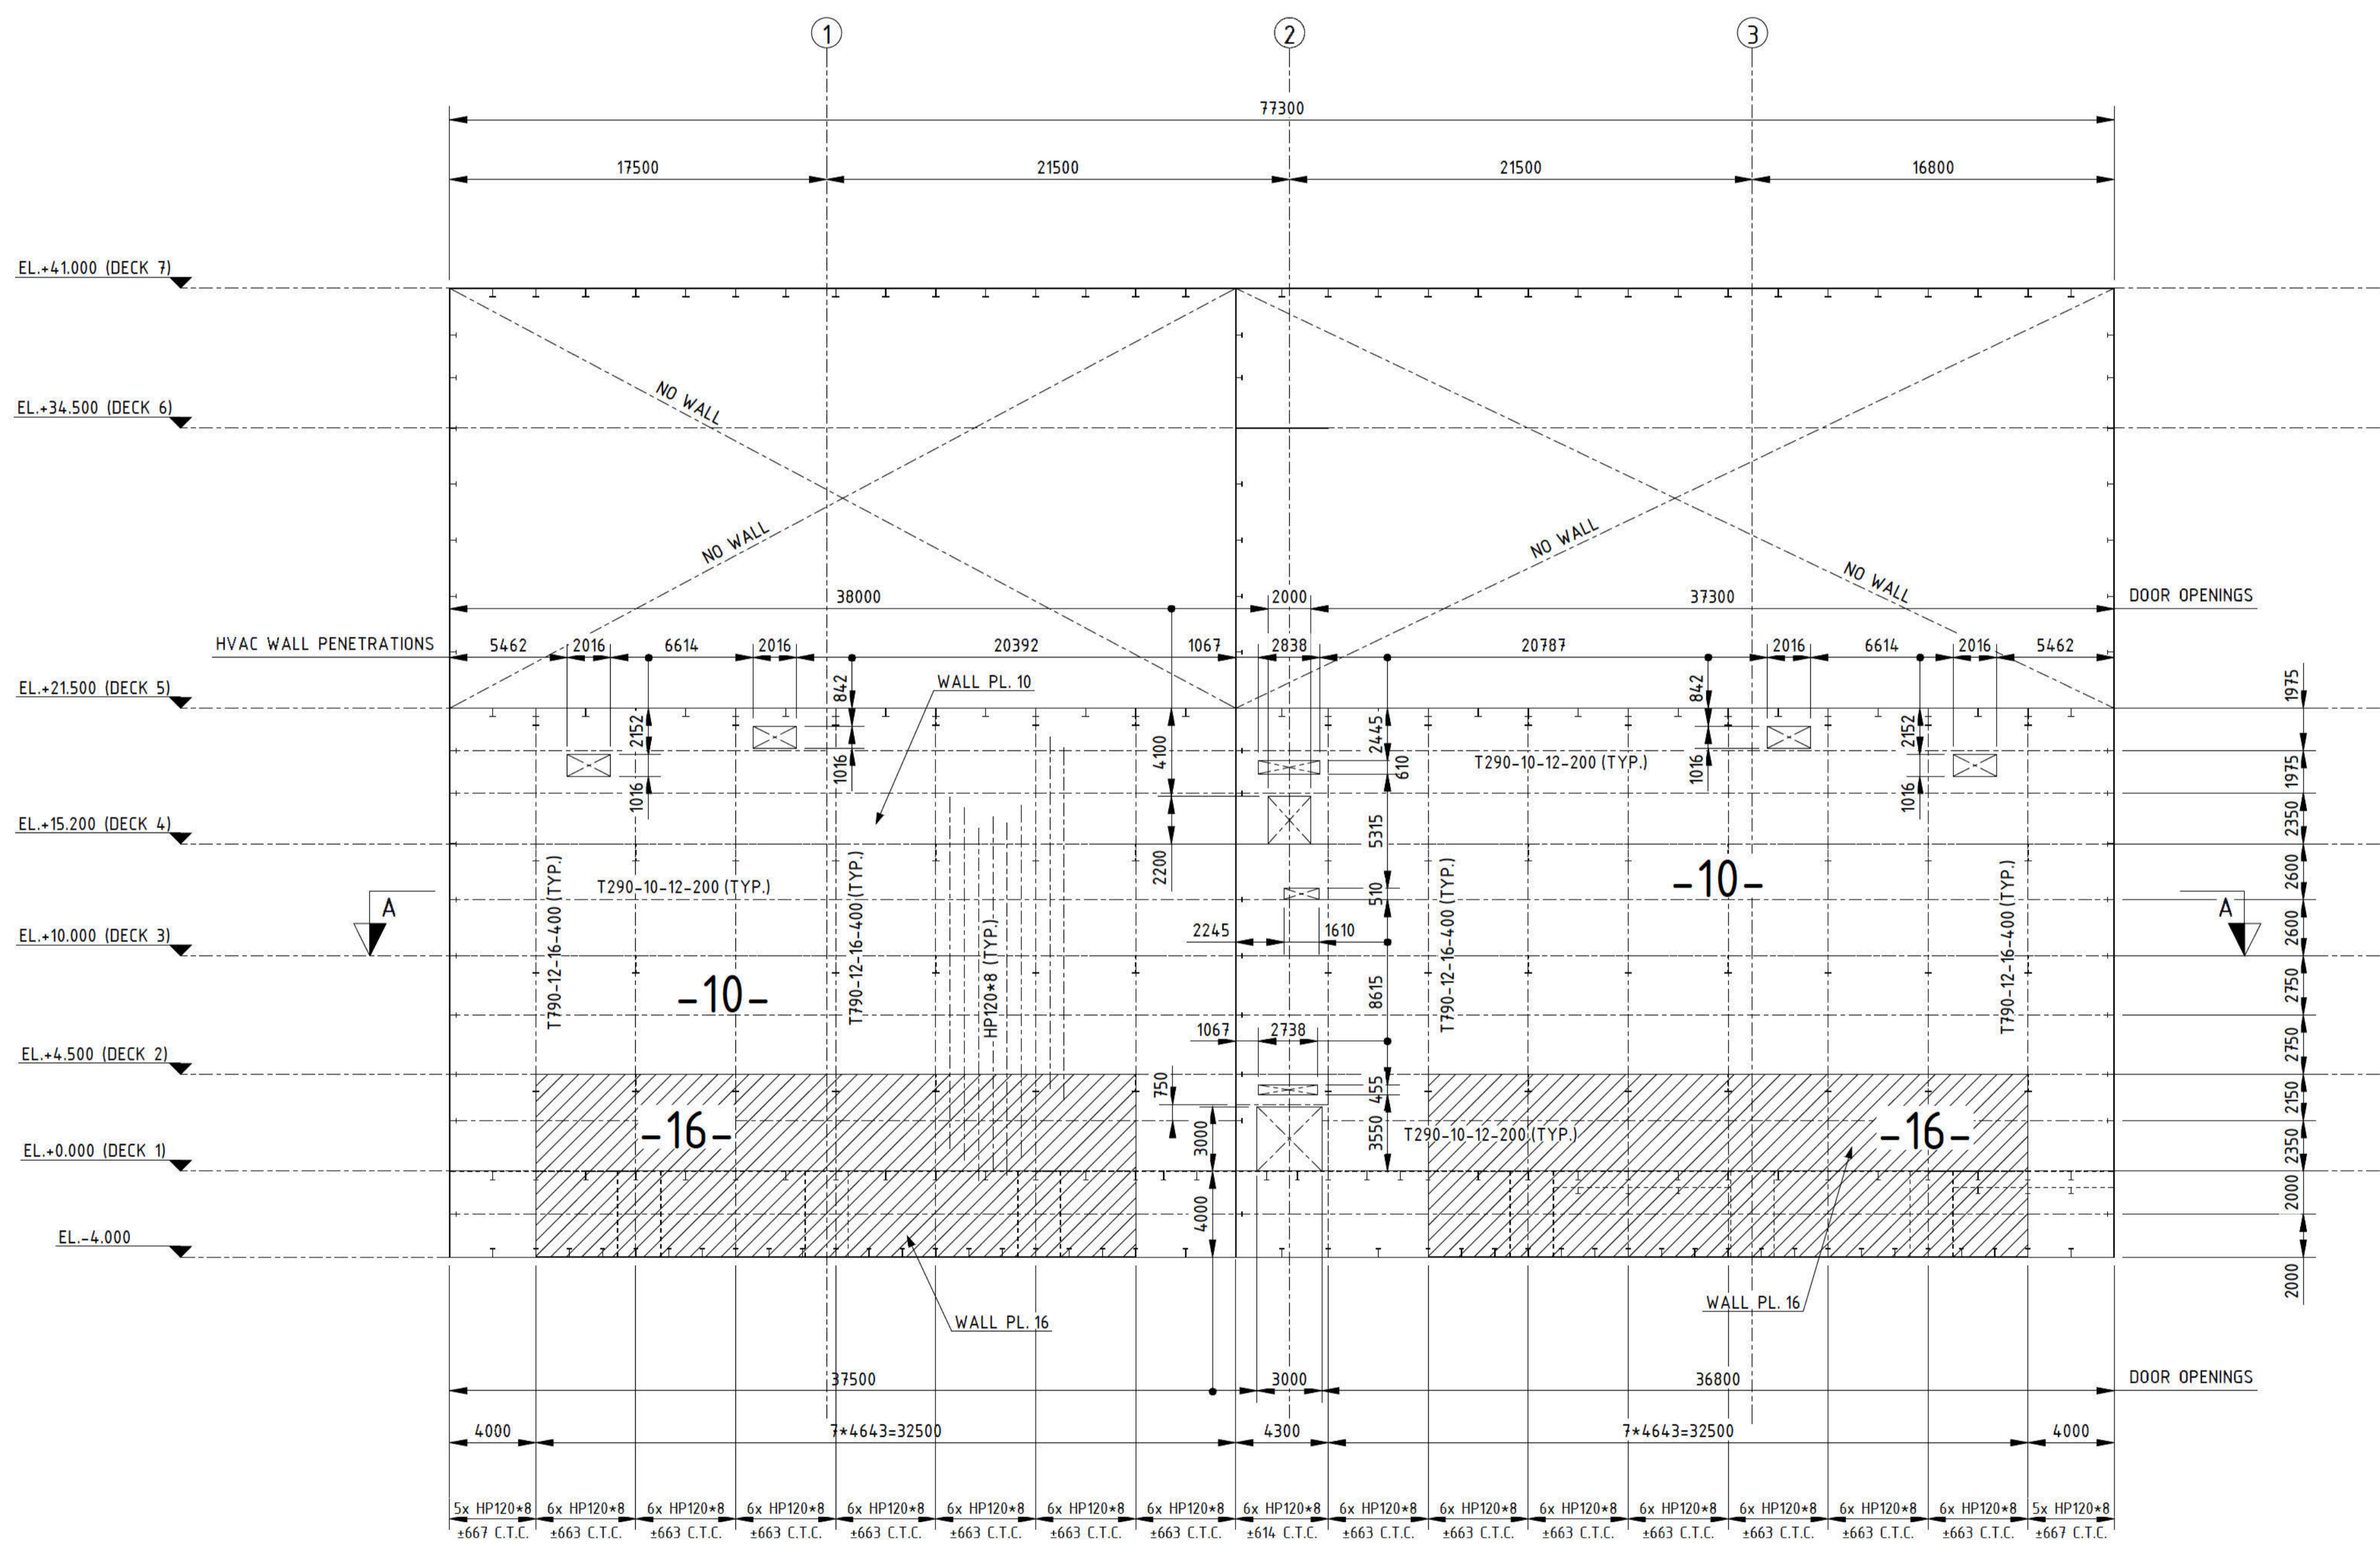 1 2 3
77300
17500 21500 21500 16800
EL.+41.000 (DECK 7)
NO WALL
EL.+34.500 (DECK 6)
NO WALL NO WALL
NO WALL
38000 2000 37300 DOOR OPENINGS
HVAC WALL PENETRATIONS 5462 2016 6614 2016 20392 1067 2838 20787 2016 6614 2016 5462
EL.+21.500 (DECK 5)
WALL PL. 10
842 842 1975
2152 2445 2152
4100
1016 1016 610 1016 1016 1975
T290-10-12-200 (TYP.)
EL.+15.200 (DECK 4)
5315 2350
2200
T790-12-16-400 (TYP.) T790-12-16-400 (TYP.) T790-12-16-400 (TYP.) T790-12-16-400 (TYP.)
T290-10-12-200 (TYP.)
-10-
510 2600
A A
EL.+10.000 (DECK 3)
2245 1610 2600
HP120*8 (TYP.)
-10-
8615 2750
1067 2738
2750
EL.+4.500 (DECK 2)
750 455 2150
-16- -16-
3000 3550 T290-10-12-200 (TYP.) 2350
EL.+0.000 (DECK 1)
4000 2000
EL.-4.000
2000
WALL PL. 16 WALL PL. 16
37500 3000 36800 DOOR OPENINGS
4000 7*4643=32500 4300 7*4643=32500 4000
5x HP120*8 6x HP120*8 6x HP120*8 6x HP120*8 6x HP120*8 6x HP120*8 6x HP120*8 6x HP120*8 6x HP120*8 6x HP120*8 6x HP120*8 6x HP120*8 6x HP120*8 6x HP120*8 6x HP120*8 6x HP120*8 5x HP120*8
±667 C.T.C. ±663 C.T.C. ±663 C.T.C. ±663 C.T.C. ±663 C.T.C. ±663 C.T.C. ±663 C.T.C. ±663 C.T.C. ±614 C.T.C. ±663 C.T.C. ±663 C.T.C. ±663 C.T.C. ±663 C.T.C. ±663 C.T.C. ±663 C.T.C. ±663 C.T.C. ±667 C.T.C.